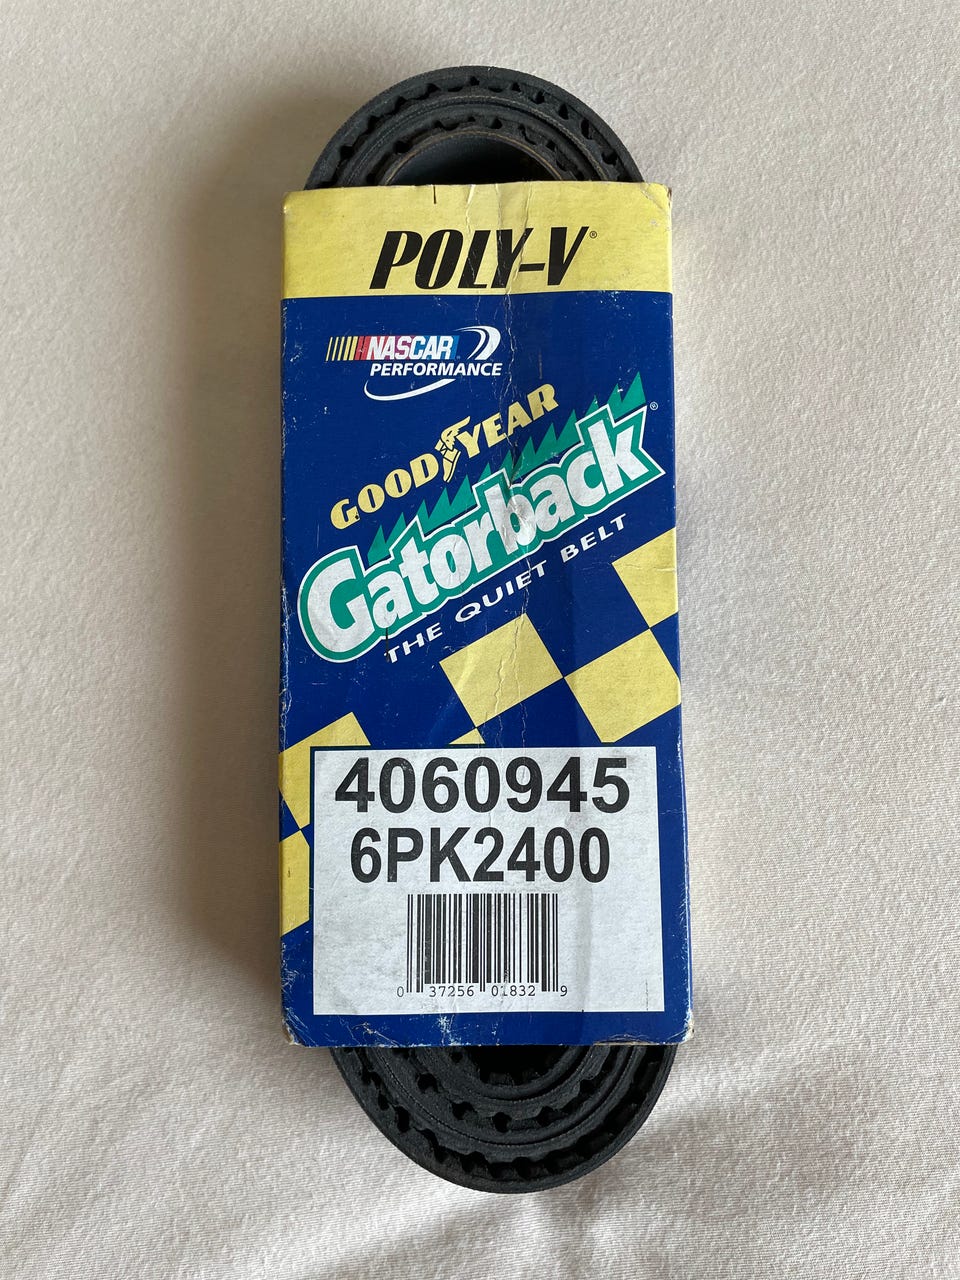 POLY-V®
NASCAR®
PERFORMANCE
GOODYEAR
Gatorback®
THE QUIET BELT
4060945
6PK2400
0 37256 01832 9